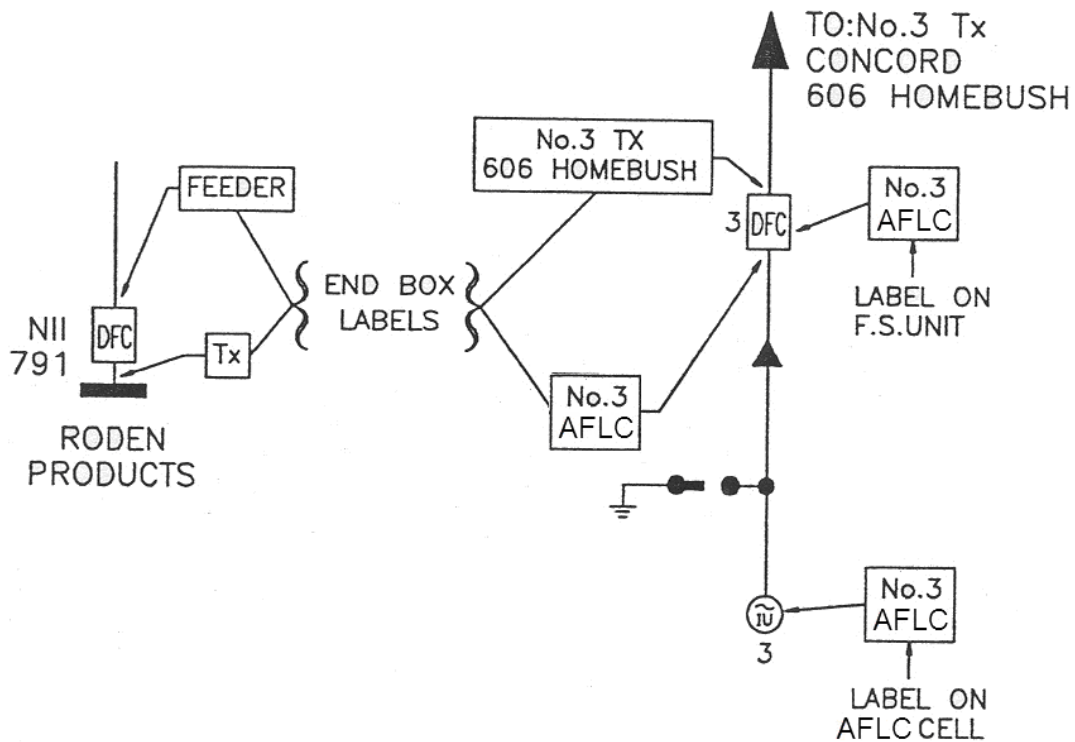 TO:No.3 Tx
CONCORD
606 HOMEBUSH
No.3 TX
606 HOMEBUSH
FEEDER
No.3
AFLC
3
DFC
END BOX
LABELS
LABEL ON
F.S.UNIT
NII
791
DFC
Tx
No.3
AFLC
RODEN
PRODUCTS
No.3
AFLC
IU
3
LABEL ON
AFLC CELL